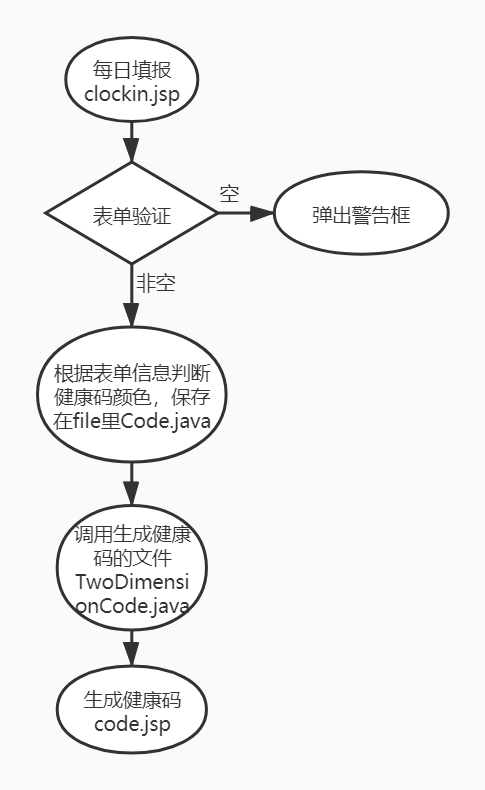 每日填报
clockin.jsp
表单验证
空
弹出警告框
非空
根据表单信息判断
健康码颜色，保存
在file里Code.java
调用生成健康
码的文件
TwoDimensi
onCode.java
生成健康码
code.jsp